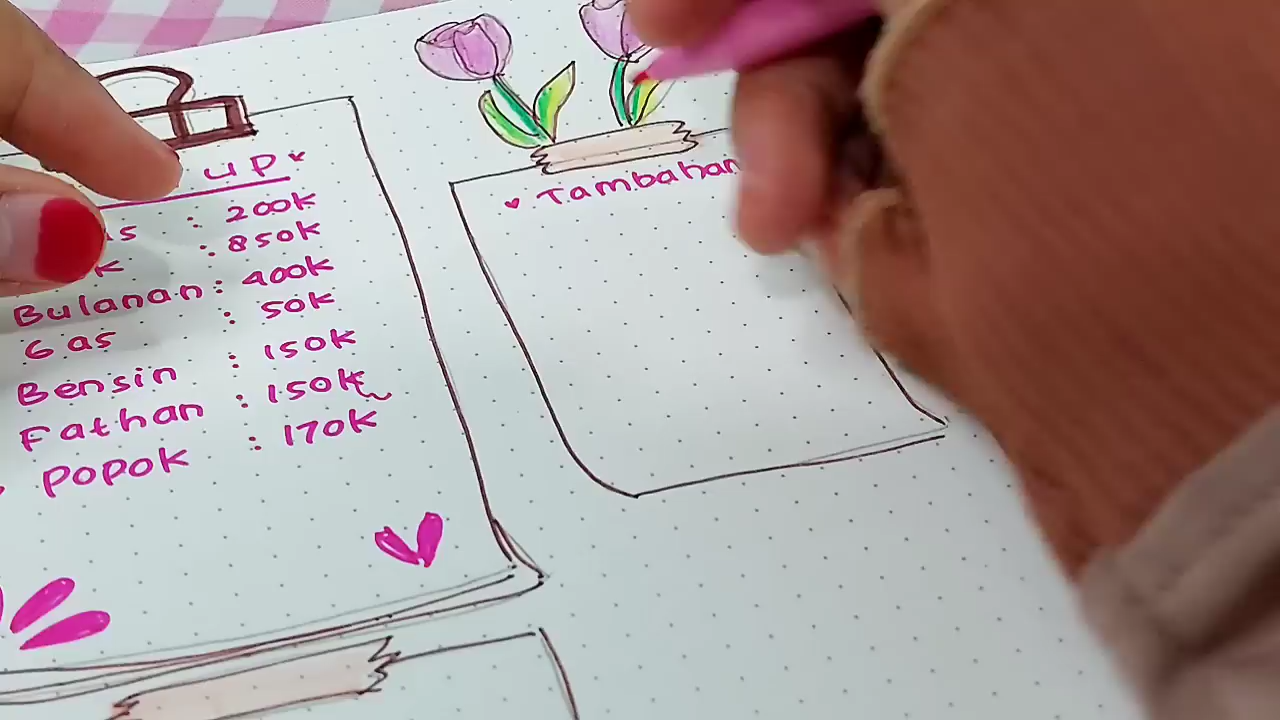 up
: 200k
: 850k
Bulanan : 400k
Gas : 50k
Bensin : 150k
Fathan : 150k
Popok : 170k
Tambahan